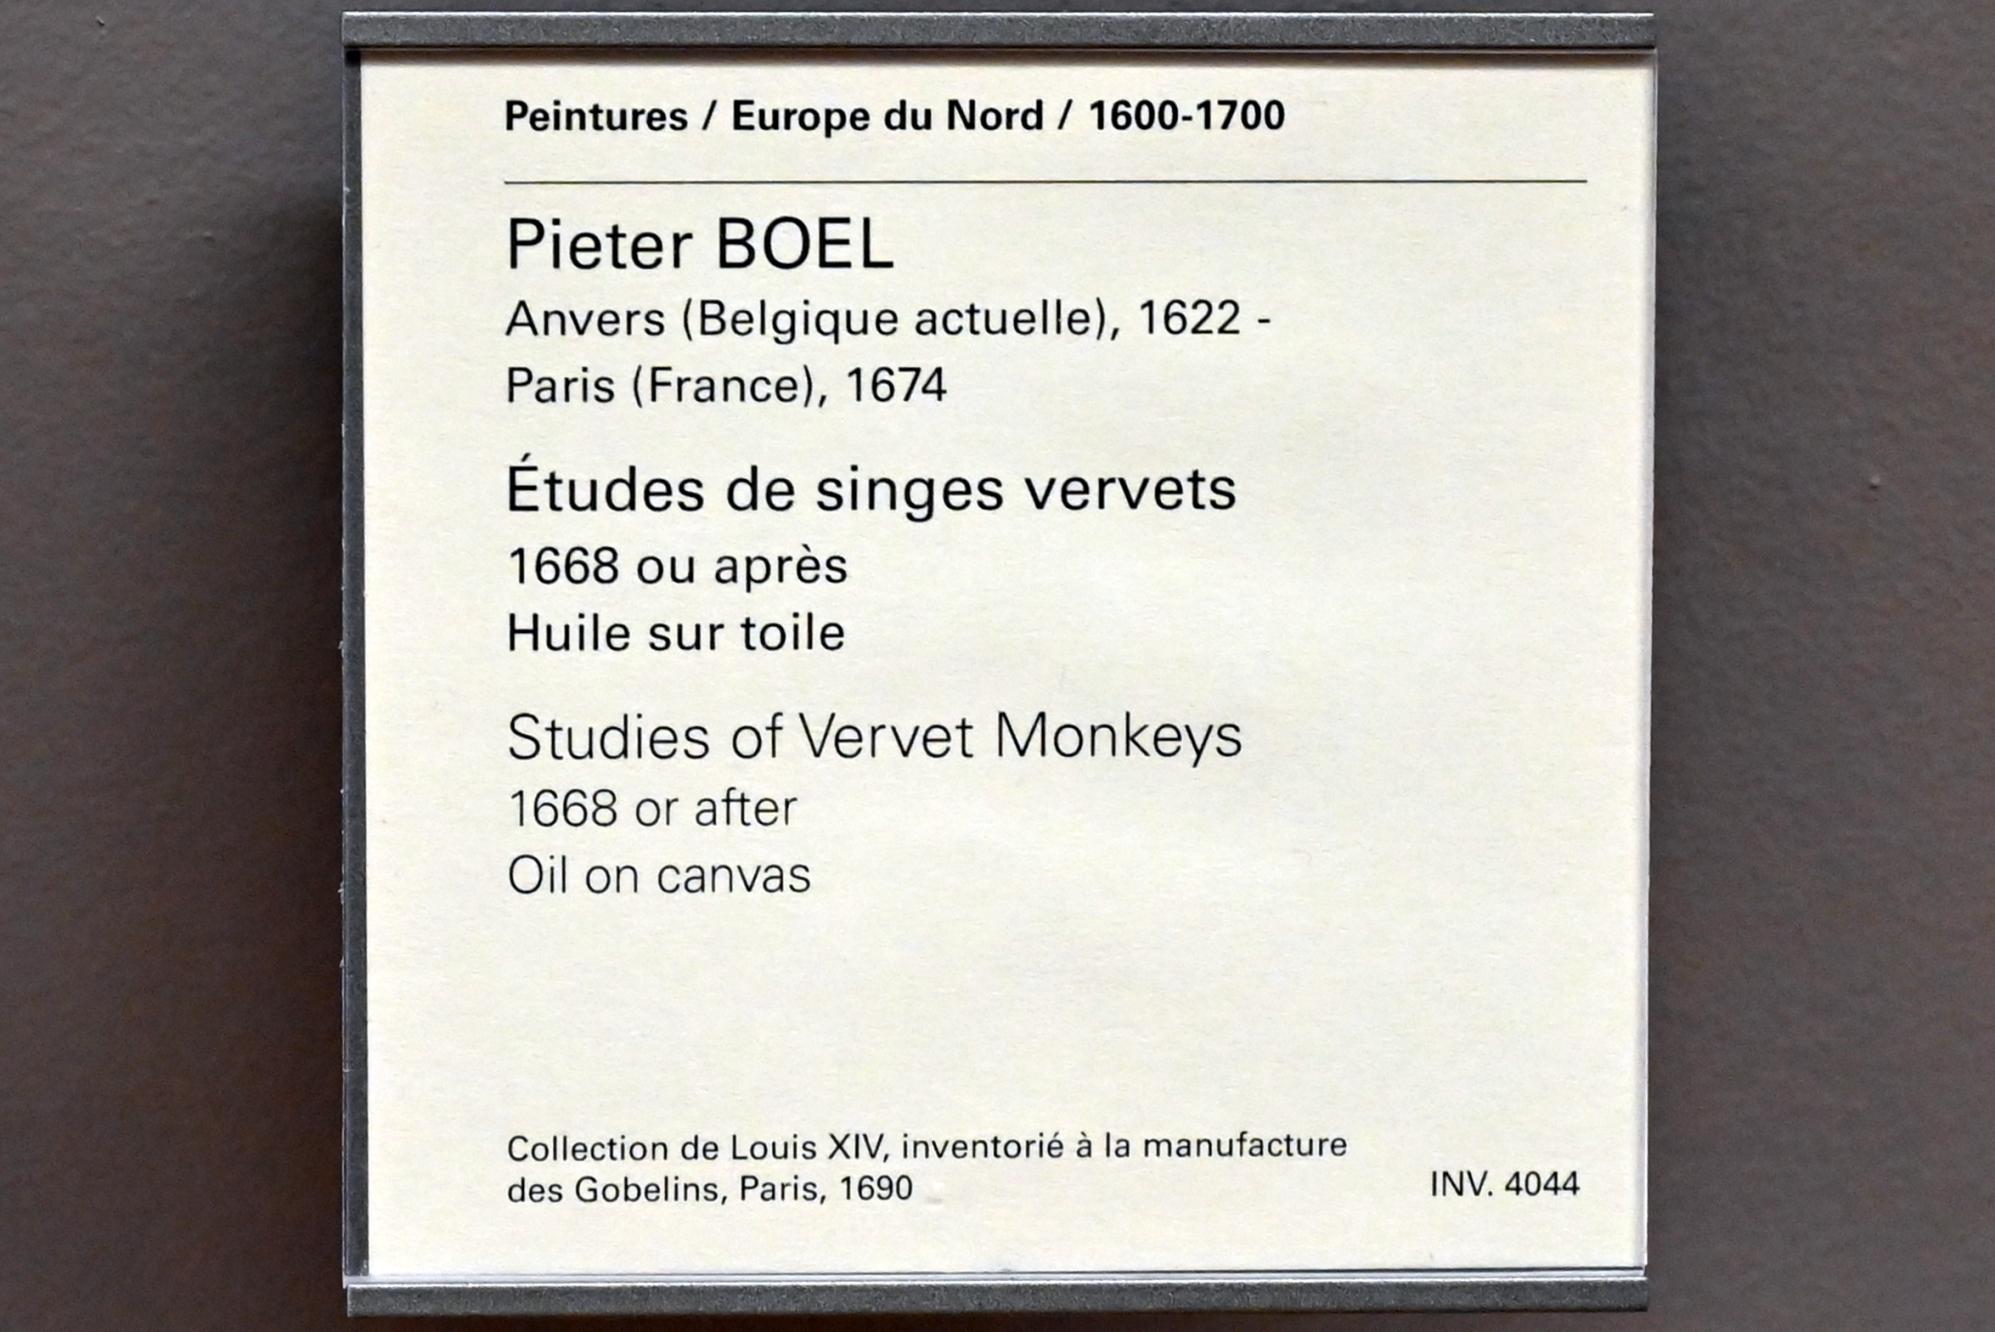 Peintures / Europe du Nord / 1600-1700
Pieter BOEL
Anvers (Belgique actuelle), 1622 -
Paris (France), 1674
Études de singes vervets
1668 ou après
Huile sur toile
Studies of Vervet Monkeys
1668 or after
Oil on canvas
Collection de Louis XIV, inventorié à la manufacture
des Gobelins, Paris, 1690
INV. 4044